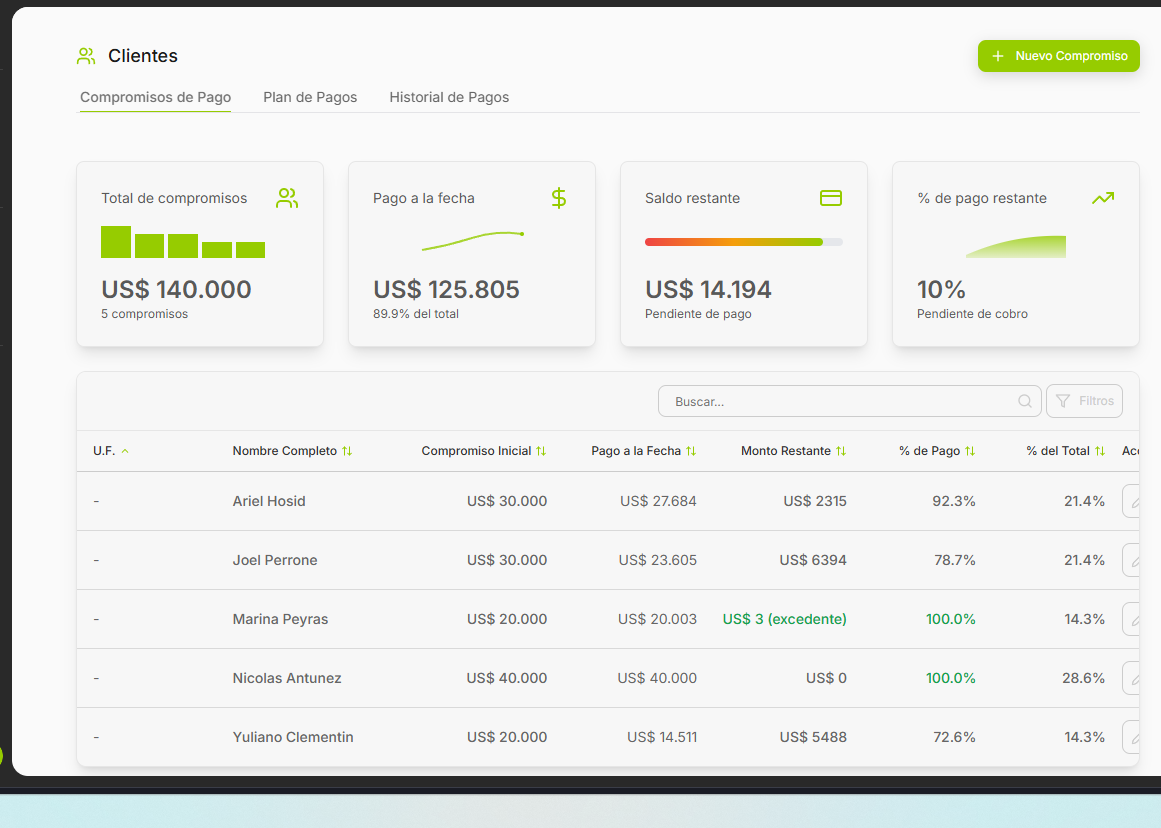 Clientes
+ Nuevo Compromiso
Compromisos de Pago Plan de Pagos Historial de Pagos
Total de compromisos
US$ 140.000
5 compromisos
Pago a la fecha
US$ 125.805
89.9% del total
Saldo restante
US$ 14.194
Pendiente de pago
% de pago restante
10%
Pendiente de cobro
Buscar... Filtros
U.F. Nombre Completo Compromiso Inicial Pago a la Fecha Monto Restante % de Pago % del Total
- Ariel Hosid US$ 30.000 US$ 27.684 US$ 2315 92.3% 21.4%
- Joel Perrone US$ 30.000 US$ 23.605 US$ 6394 78.7% 21.4%
- Marina Peyras US$ 20.000 US$ 20.003 US$ 3 (excedente) 100.0% 14.3%
- Nicolas Antunez US$ 40.000 US$ 40.000 US$ 0 100.0% 28.6%
- Yuliano Clementin US$ 20.000 US$ 14.511 US$ 5488 72.6% 14.3%